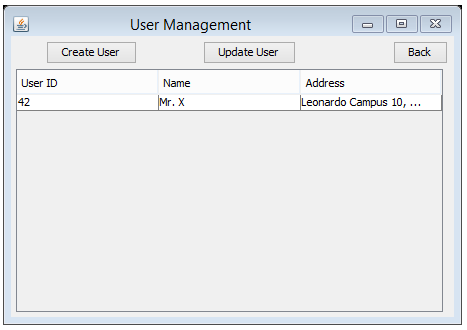 User Management
Create User Update User Back
User ID Name Address
42 Mr. X Leonardo Campus 10, ...